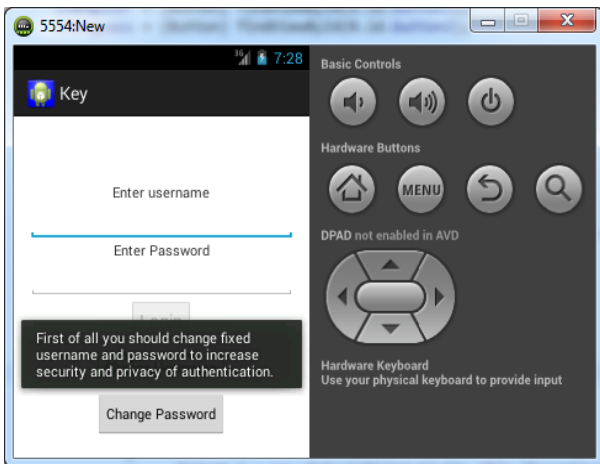 5554:New
36 7:28
Key
Enter username
Enter Password
Login
First of all you should change fixed
username and password to increase
security and privacy of authentication.
Change Password
Basic Controls
Hardware Buttons
MENU
DPAD not enabled in AVD
Hardware Keyboard
Use your physical keyboard to provide input